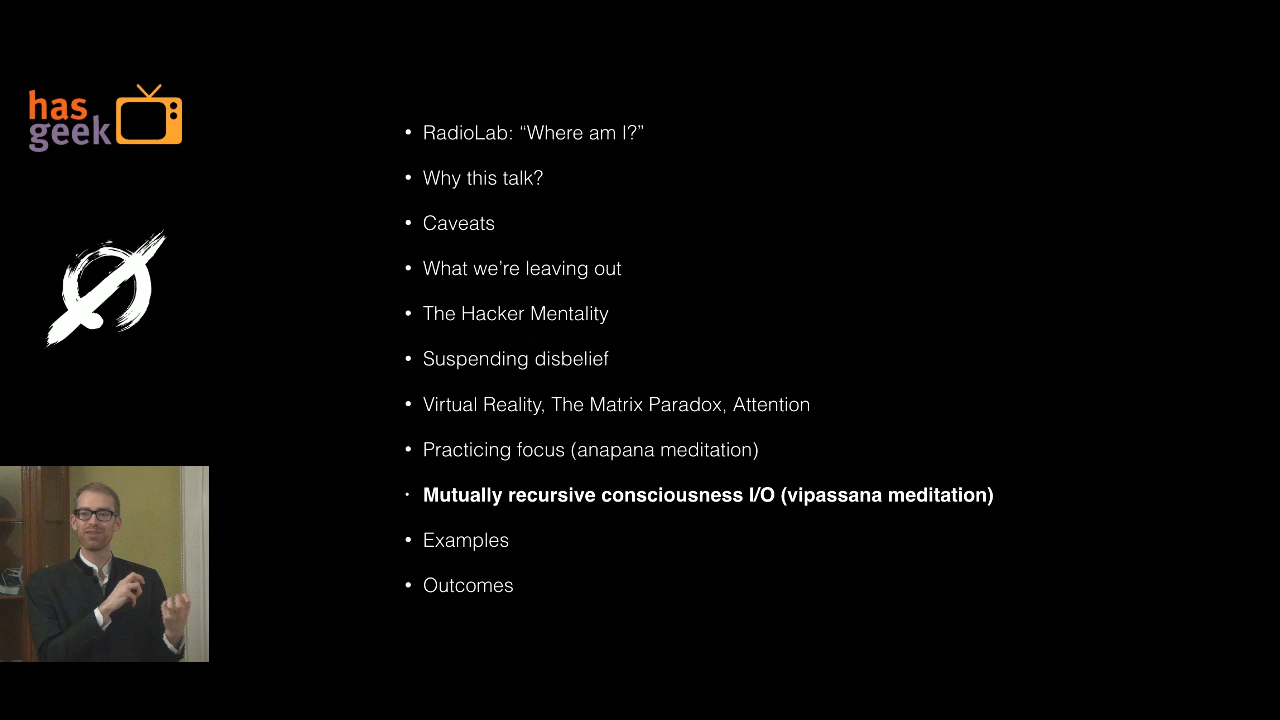 has
geek
• RadioLab: “Where am I?”
• Why this talk?
• Caveats
• What we’re leaving out
• The Hacker Mentality
• Suspending disbelief
• Virtual Reality, The Matrix Paradox, Attention
• Practicing focus (anapana meditation)
• Mutually recursive consciousness I/O (vipassana meditation)
• Examples
• Outcomes